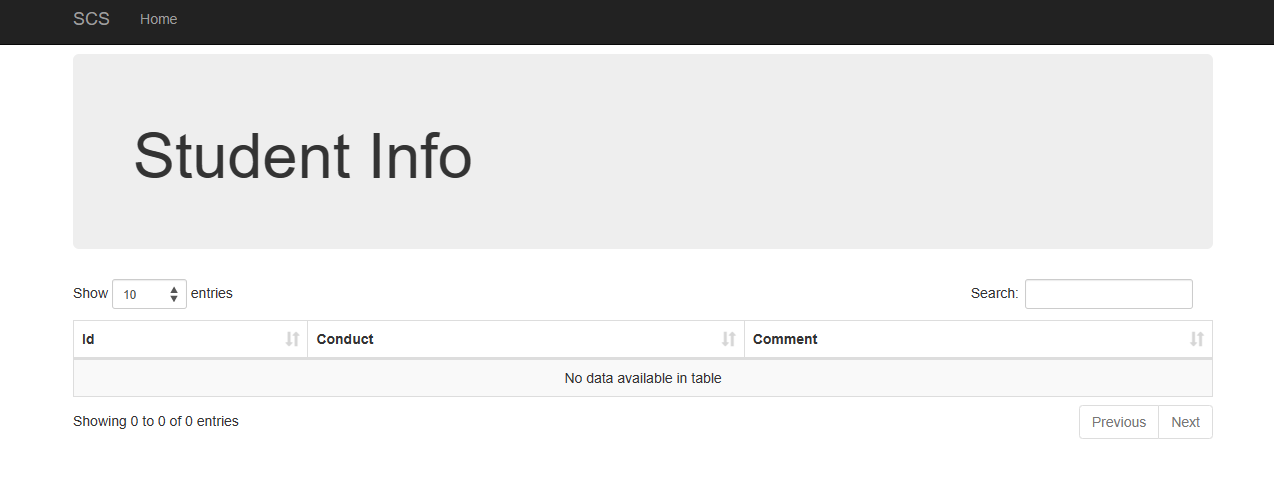 SCS Home
Student Info
Show 10 entries Search:
Id Conduct Comment
No data available in table
Showing 0 to 0 of 0 entries Previous Next